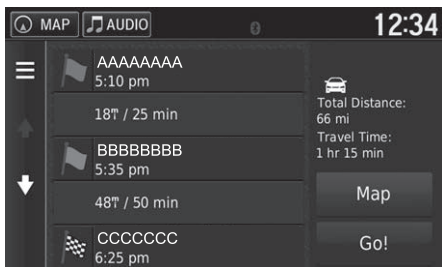 MAP
AUDIO
12:34
AAAAAAAA
5:10 pm
18 / 25 min
BBBBBBBB
5:35 pm
48 / 50 min
CCCCCCC
6:25 pm
Total Distance:
66 mi
Travel Time:
1 hr 15 min
Map
Go!